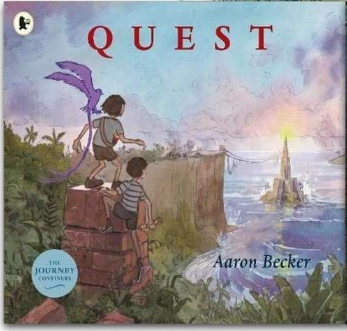 QUEST
Aaron Becker
THE
JOURNEY
CONTINUES